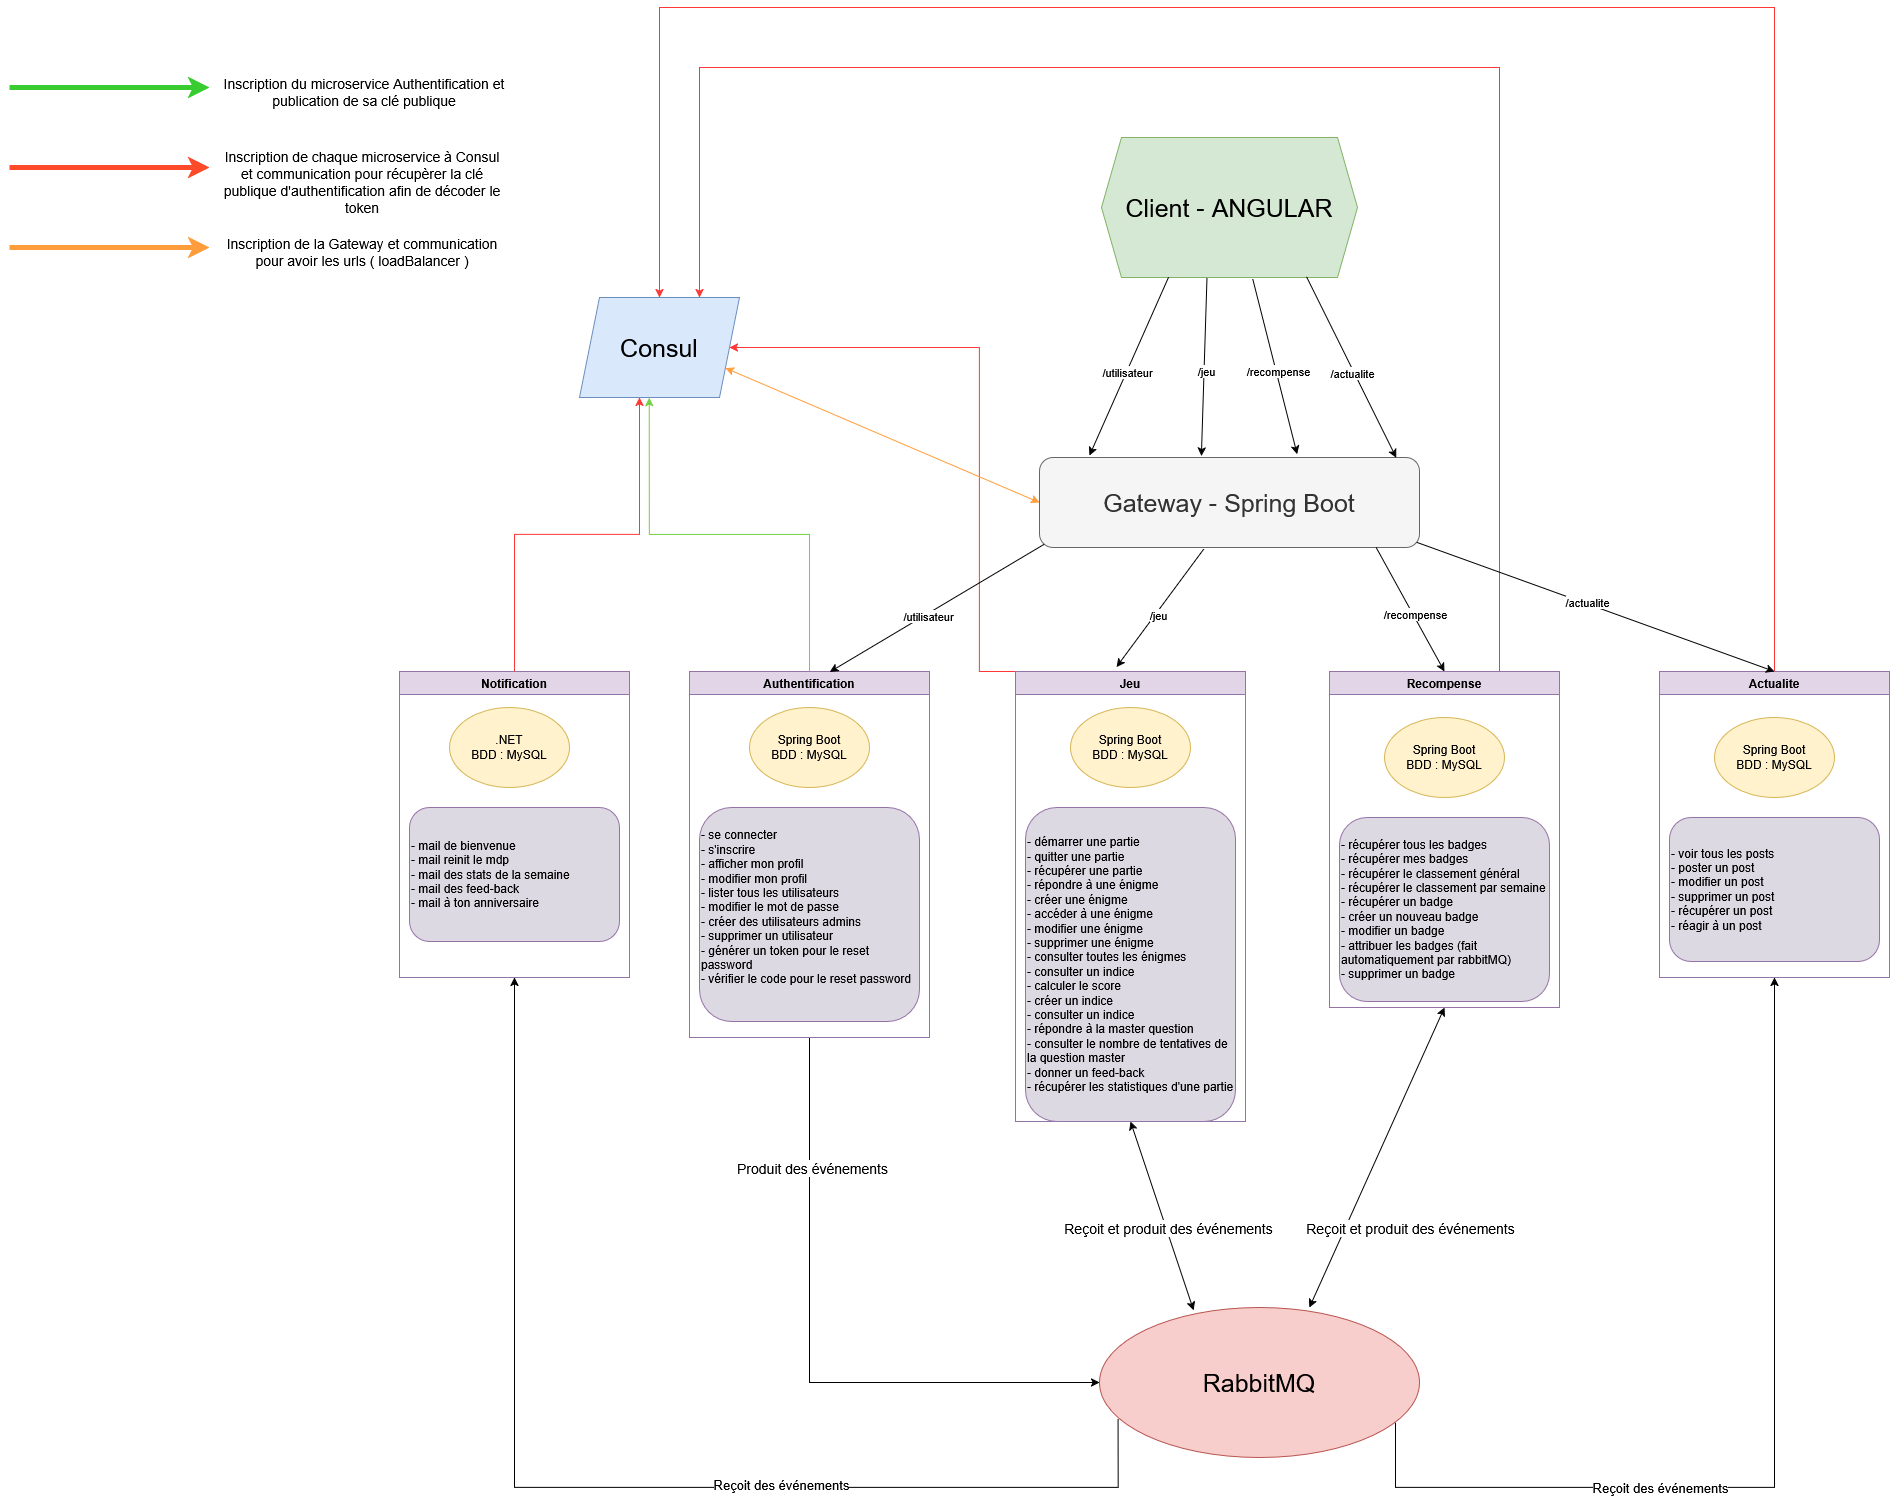 Inscription du microservice Authentification et
publication de sa clé publique
Inscription de chaque microservice à Consul
et communication pour récupèrer la clé
publique d'authentification afin de décoder le
token
Inscription de la Gateway et communication
pour avoir les urls ( loadBalancer )
Client - ANGULAR
Consul
/utilisateur
/jeu
/recompense
/actualite
Gateway - Spring Boot
/utilisateur
/jeu
/recompense
/actualite
Notification
.NET
BDD : MySQL
- mail de bienvenue
- mail reinit le mdp
- mail des stats de la semaine
- mail des feed-back
- mail à ton anniversaire
Authentification
Spring Boot
BDD : MySQL
- se connecter
- s'inscrire
- afficher mon profil
- modifier mon profil
- lister tous les utilisateurs
- modifier le mot de passe
- créer des utilisateurs admins
- supprimer un utilisateur
- générer un token pour le reset
password
- vérifier le code pour le reset password
Jeu
Spring Boot
BDD : MySQL
- démarrer une partie
- quitter une partie
- récupérer une partie
- répondre à une énigme
- créer une énigme
- accéder à une énigme
- modifier une énigme
- supprimer une énigme
- consulter toutes les énigmes
- consulter un indice
- calculer le score
- créer un indice
- consulter un indice
- répondre à la master question
- consulter le nombre de tentatives de
la question master
- donner un feed-back
- récupérer les statistiques d'une partie
Recompense
Spring Boot
BDD : MySQL
- récupérer tous les badges
- récupérer mes badges
- récupérer le classement général
- récupérer le classement par semaine
- récupérer un badge
- créer un nouveau badge
- modifier un badge
- attribuer les badges (fait
automatiquement par rabbitMQ)
- supprimer un badge
Actualite
Spring Boot
BDD : MySQL
- voir tous les posts
- poster un post
- modifier un post
- supprimer un post
- récupérer un post
- réagir à un post
Produit des événements
Reçoit et produit des événements
Reçoit et produit des événements
RabbitMQ
Reçoit des événements
Reçoit des événements